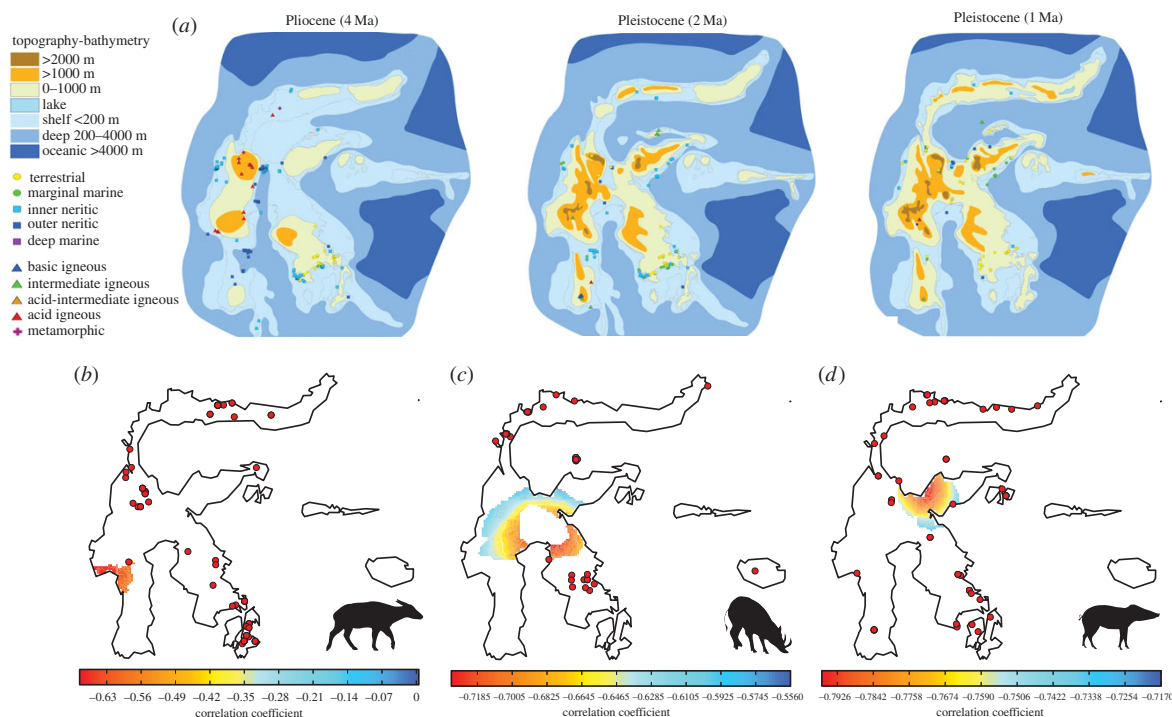 Pliocene (4 Ma)
Pleistocene (2 Ma)
Pleistocene (1 Ma)
(a)
topography-bathymetry
>2000 m
>1000 m
0–1000 m
lake
shelf <200 m
deep 200–4000 m
oceanic >4000 m
terrestrial
marginal marine
inner neritic
outer neritic
deep marine
basic igneous
intermediate igneous
acid-intermediate igneous
acid igneous
metamorphic
(b)
(c)
(d)
−0.63 −0.56 −0.49 −0.42 −0.35 −0.28 −0.21 −0.14 −0.07 0
correlation coefficient
−0.7185 −0.7005 −0.6825 −0.6645 −0.6465 −0.6285 −0.6105 −0.5925 −0.5745 −0.5560
correlation coefficient
−0.7926 −0.7842 −0.7758 −0.7674 −0.7590 −0.7506 −0.7422 −0.7338 −0.7254 −0.7170
correlation coefficient